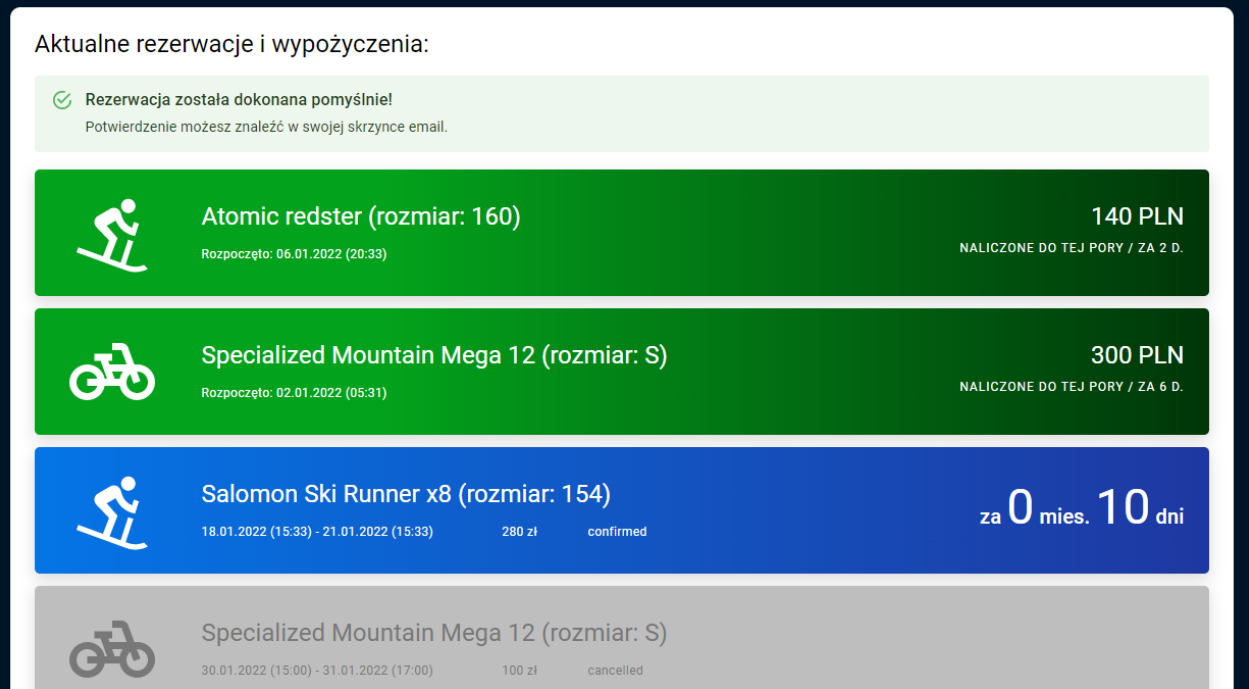 Aktualne rezerwacje i wypożyczenia:
Rezerwacja została dokonana pomyślnie!
Potwierdzenie możesz znaleźć w swojej skrzynce email.
Atomic redster (rozmiar: 160)
140 PLN
Rozpoczęto: 06.01.2022 (20:33)
NALICZONE DO TEJ PORY / ZA 2 D.
Specialized Mountain Mega 12 (rozmiar: S)
300 PLN
Rozpoczęto: 02.01.2022 (05:31)
NALICZONE DO TEJ PORY / ZA 6 D.
Salomon Ski Runner x8 (rozmiar: 154)
za 0 mies. 10 dni
18.01.2022 (15:33) - 21.01.2022 (15:33) 280 zł confirmed
Specialized Mountain Mega 12 (rozmiar: S)
30.01.2022 (15:00) - 31.01.2022 (17:00) 100 zł cancelled